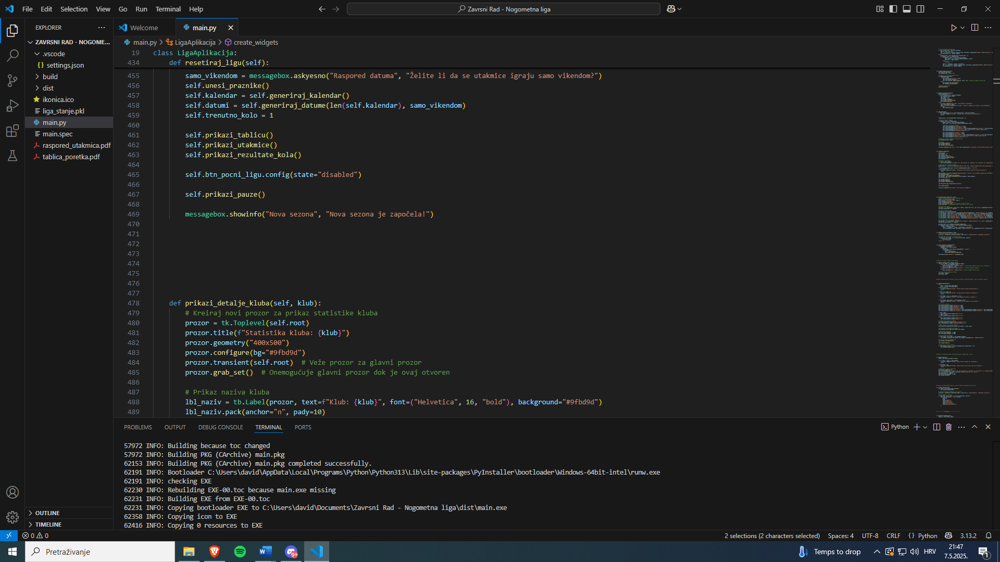 File Edit Selection View Go Run Terminal Help
Zavrsni Rad - Nogometna liga
EXPLORER
ZAVRSNI RAD - NOGOME...
.vscode
{} settings.json
build
dist
ikonica.ico
liga_stanje.pkl
main.py
main.spec
raspored_utakmica.pdf
tablica_poretka.pdf
OUTLINE
TIMELINE
Welcome
main.py
main.py > LigaAplikacija > create_widgets
19 class LigaAplikacija:
434 def resetiraj_ligu(self):
455 samo_vikendom = messagebox.askyesno("Raspored datuma", "Želite li da se utakmice igraju samo vikendom?")
456 self.unesi_praznike()
457 self.kalendar = self.generiraj_kalendar()
458 self.datumi = self.generiraj_datume(len(self.kalendar), samo_vikendom)
459 self.trenutno_kolo = 1
460
461 self.prikazi_tablicu()
462 self.prikazi_utakmice()
463 self.prikazi_rezultate_kola()
464
465 self.btn_pocni_ligu.config(state="disabled")
466
467 self.prikazi_pauze()
468
469 messagebox.showinfo("Nova sezona", "Nova sezona je započela!")
470
471
472
473
474
475
476
477
478 def prikazi_detalje_kluba(self, klub):
479 # Kreiraj novi prozor za prikaz statistike kluba
480 prozor = tk.Toplevel(self.root)
481 prozor.title(f"Statistika kluba: {klub}")
482 prozor.geometry("400x500")
483 prozor.configure(bg="#9fbd9d")
484 prozor.transient(self.root)  # Veže prozor za glavni prozor
485 prozor.grab_set()  # Onemogućuje glavni prozor dok je ovaj otvoren
486
487 # Prikaz naziva kluba
488 lbl_naziv = tb.Label(prozor, text=f"Klub: {klub}", font=("Helvetica", 16, "bold"), background="#9fbd9d")
489 lbl_naziv.pack(anchor="n", pady=10)
PROBLEMS OUTPUT DEBUG CONSOLE TERMINAL PORTS
Python
57972 INFO: Building because toc changed
57972 INFO: Building PKG (CArchive) main.pkg
62153 INFO: Building PKG (CArchive) main.pkg completed successfully.
62191 INFO: Bootloader C:\Users\david\AppData\Local\Programs\Python\Python313\Lib\site-packages\PyInstaller\bootloader\Windows-64bit-intel\runw.exe
62191 INFO: checking EXE
62230 INFO: Rebuilding EXE-00.toc because main.exe missing
62231 INFO: Building EXE from EXE-00.toc
62231 INFO: Copying bootloader EXE to C:\Users\david\Documents\Zavrsni Rad - Nogometna liga\dist\main.exe
62358 INFO: Copying icon to EXE
62416 INFO: Copying 0 resources to EXE
0 0
2 selections (2 characters selected) Spaces: 4 UTF-8 CRLF {} Python 3.13.2
Pretraživanje
9+
Temps to drop
HRV
21:47
7.5.2025.
1